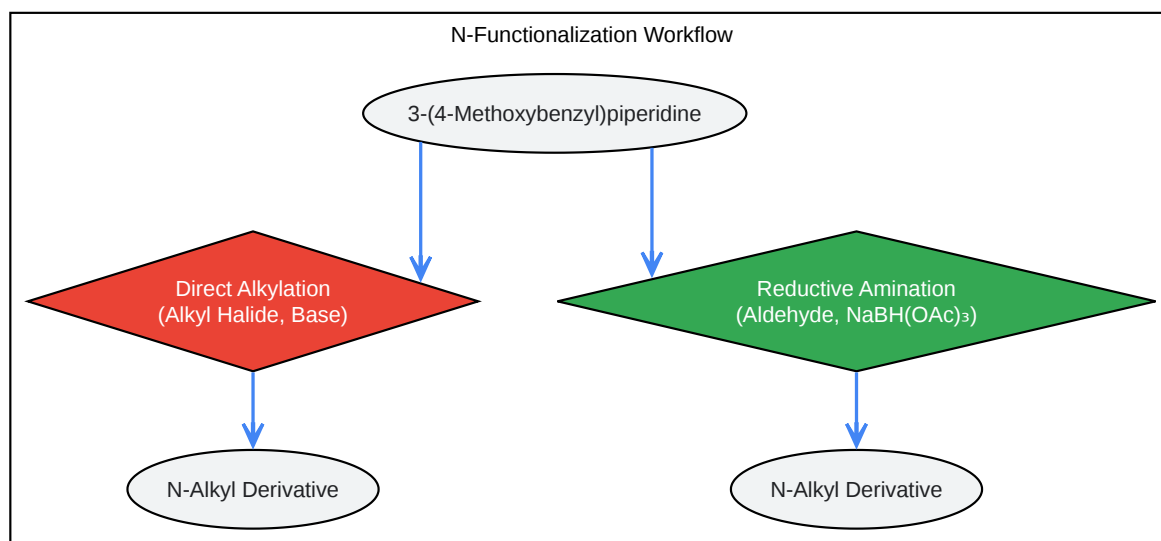 N-Functionalization Workflow
3-(4-Methoxybenzyl)piperidine
Direct Alkylation
(Alkyl Halide, Base)
Reductive Amination
(Aldehyde, NaBH(OAc)₃)
N-Alkyl Derivative
N-Alkyl Derivative